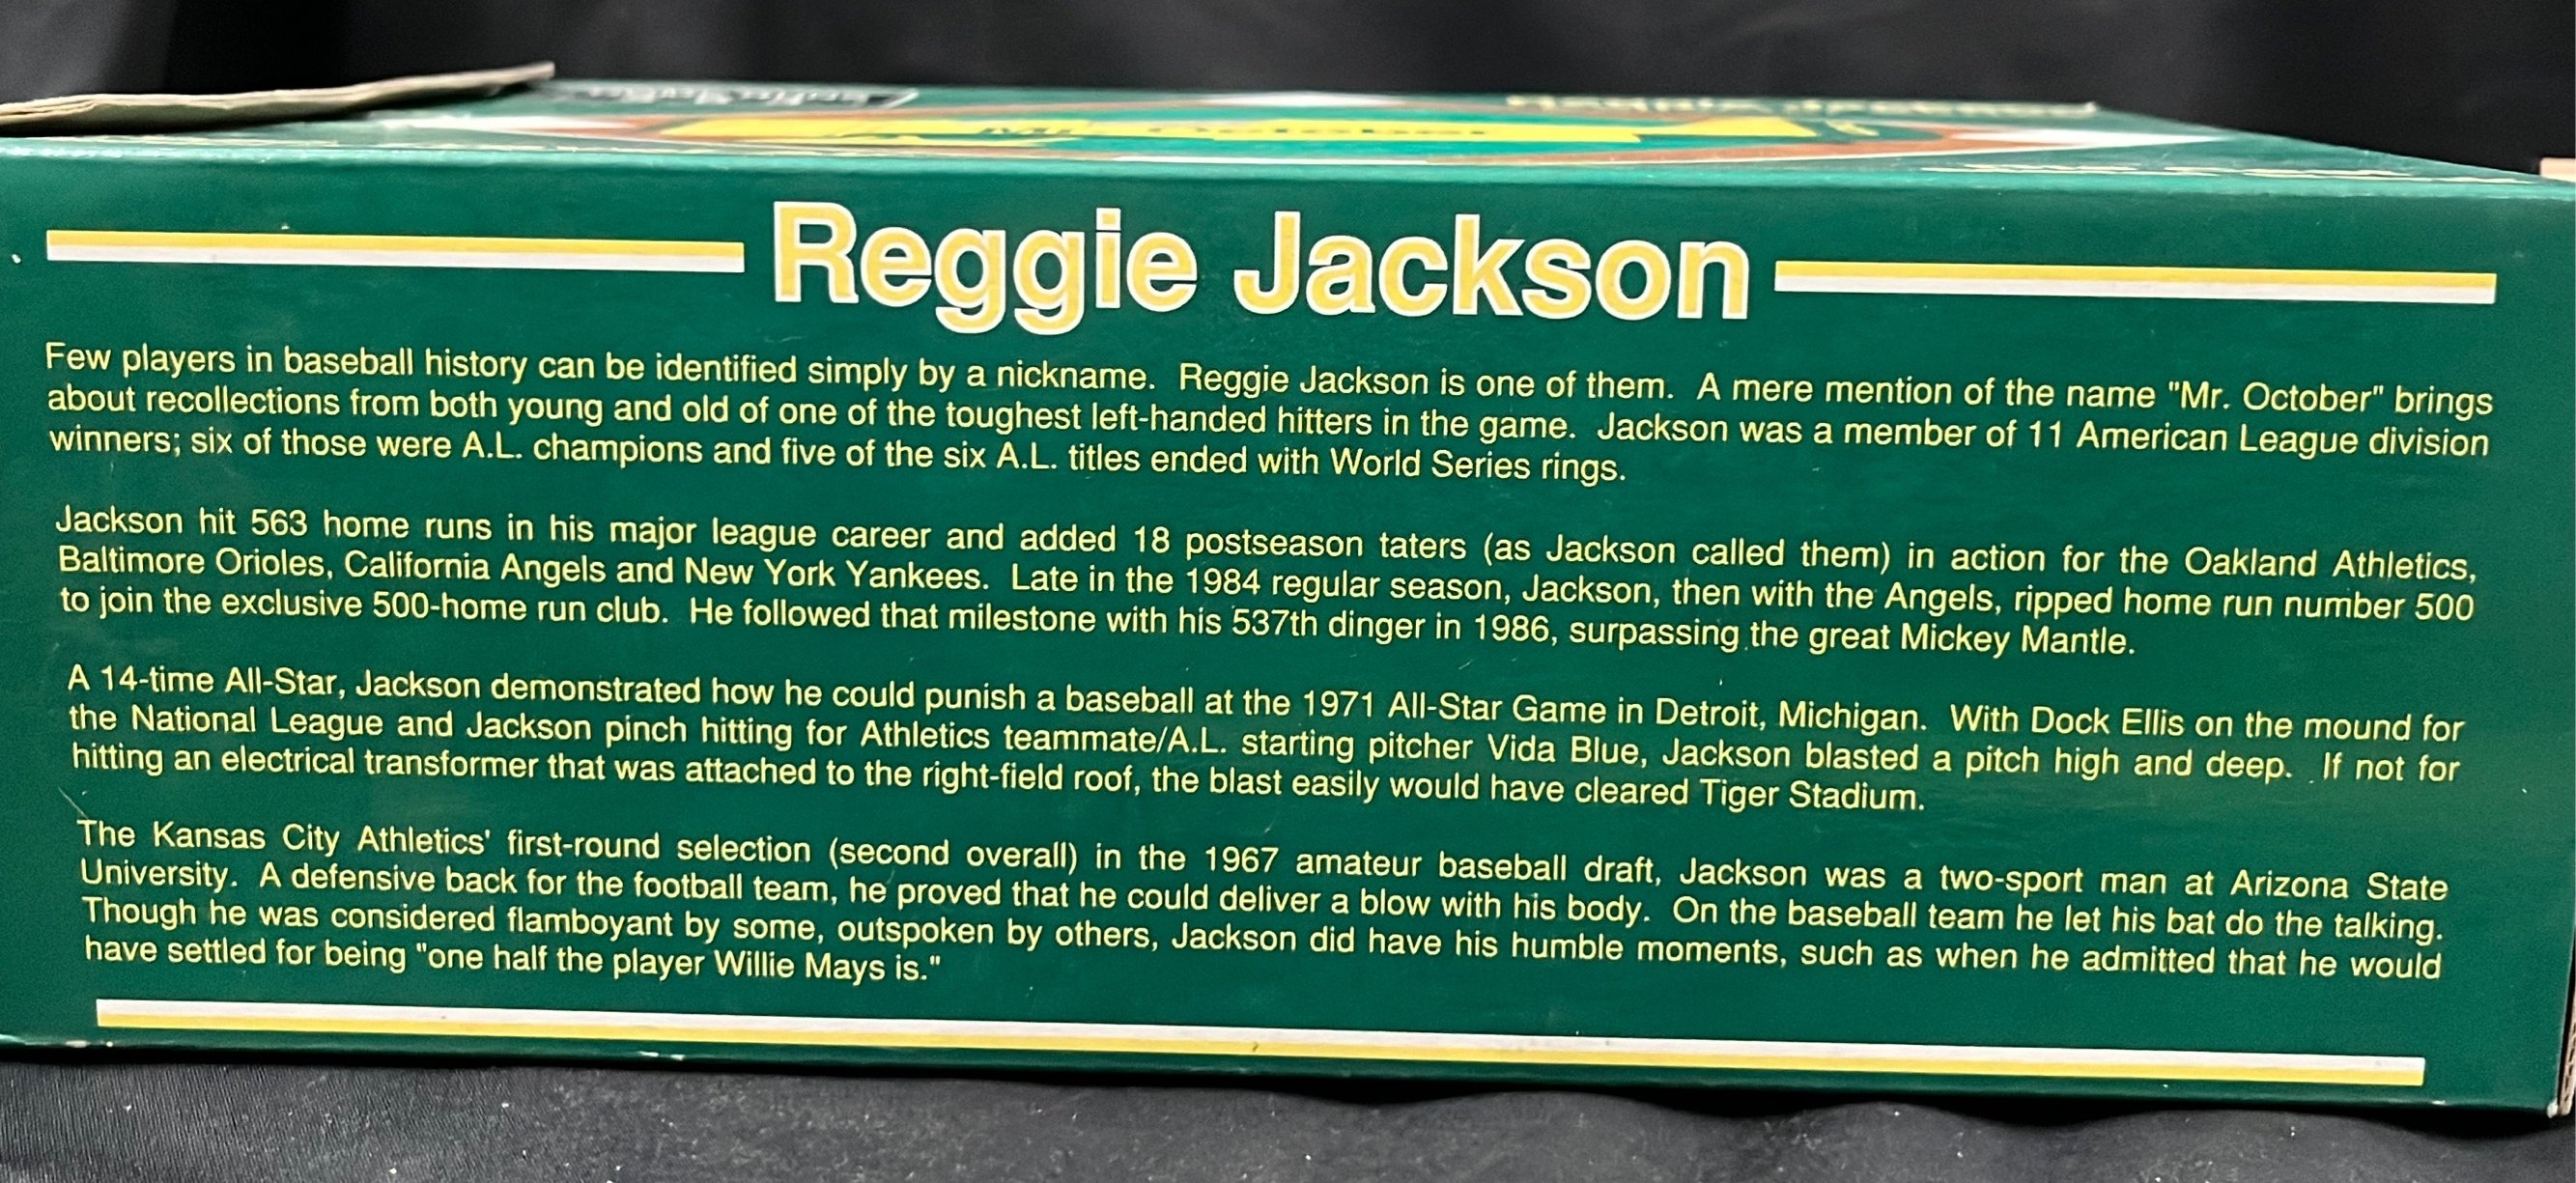 Mr. October
Reggie Jackson
Few players in baseball history can be identified simply by a nickname. Reggie Jackson is one of them. A mere mention of the name "Mr. October" brings
about recollections from both young and old of one of the toughest left-handed hitters in the game. Jackson was a member of 11 American League division
winners; six of those were A.L. champions and five of the six A.L. titles ended with World Series rings.
Jackson hit 563 home runs in his major league career and added 18 postseason taters (as Jackson called them) in action for the Oakland Athletics,
Baltimore Orioles, California Angels and New York Yankees. Late in the 1984 regular season, Jackson, then with the Angels, ripped home run number 500
to join the exclusive 500-home run club. He followed that milestone with his 537th dinger in 1986, surpassing the great Mickey Mantle.
A 14-time All-Star, Jackson demonstrated how he could punish a baseball at the 1971 All-Star Game in Detroit, Michigan. With Dock Ellis on the mound for
the National League and Jackson pinch hitting for Athletics teammate/A.L. starting pitcher Vida Blue, Jackson blasted a pitch high and deep. If not for
hitting an electrical transformer that was attached to the right-field roof, the blast easily would have cleared Tiger Stadium.
The Kansas City Athletics' first-round selection (second overall) in the 1967 amateur baseball draft, Jackson was a two-sport man at Arizona State
University. A defensive back for the football team, he proved that he could deliver a blow with his body. On the baseball team he let his bat do the talking.
Though he was considered flamboyant by some, outspoken by others, Jackson did have his humble moments, such as when he admitted that he would
have settled for being "one half the player Willie Mays is."